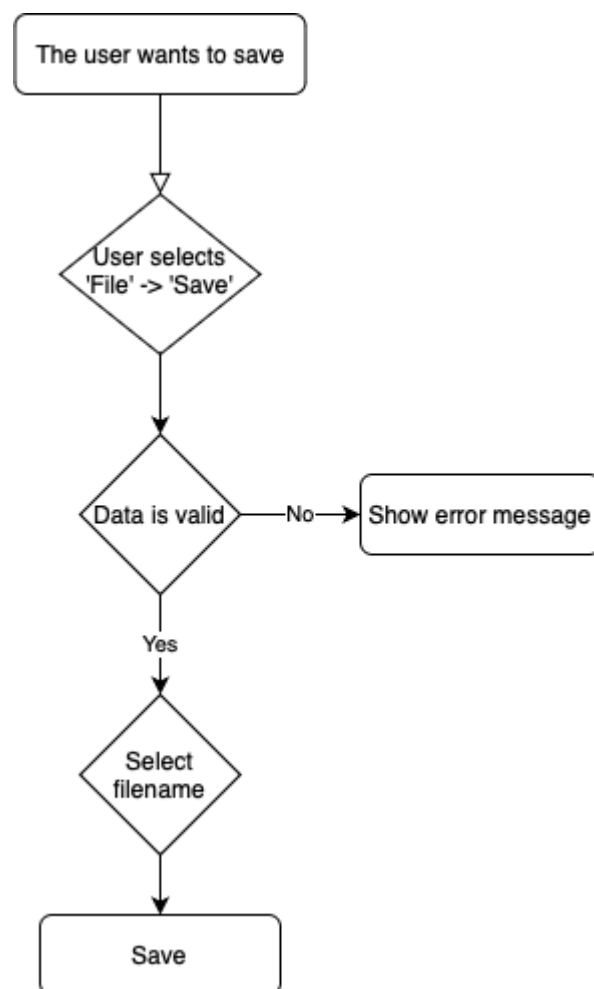 The user wants to save
User selects
'File' -> 'Save'
Data is valid
No
Show error message
Yes
Select
filename
Save